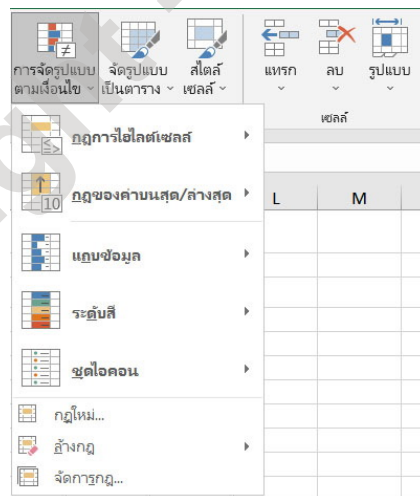 การจัดรูปแบบ จัดรูปแบบ สไตล์ แทรก ลบ รูปแบบ
ตามเงื่อนไข เป็นตาราง เซลล์
เซลล์
กฎการไฮไลต์เซลล์
10 กฎของค่าบนสุด/ล่างสุด
L M
แถบข้อมูล
ระดับสี
ชุดไอคอน
กฎใหม่...
ล้างกฎ
จัดการกฎ...